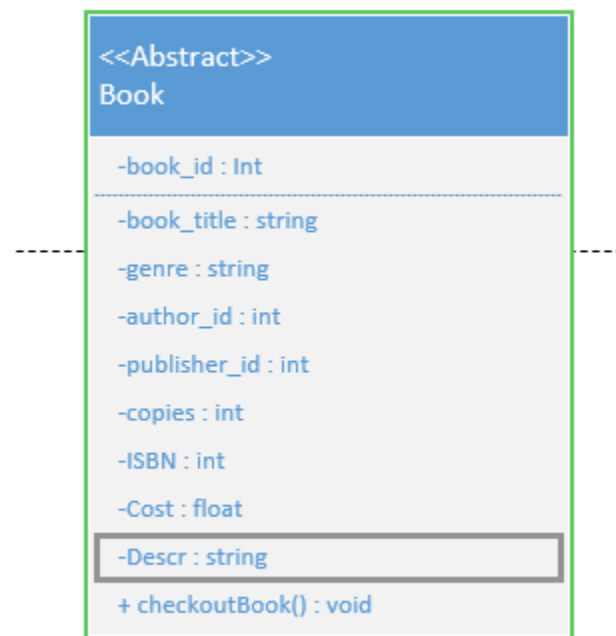 <<Abstract>>
Book
-book_id : Int
-book_title : string
-genre : string
-author_id : int
-publisher_id : int
-copies : int
-ISBN : int
-Cost : float
-Descr : string
+ checkoutBook() : void